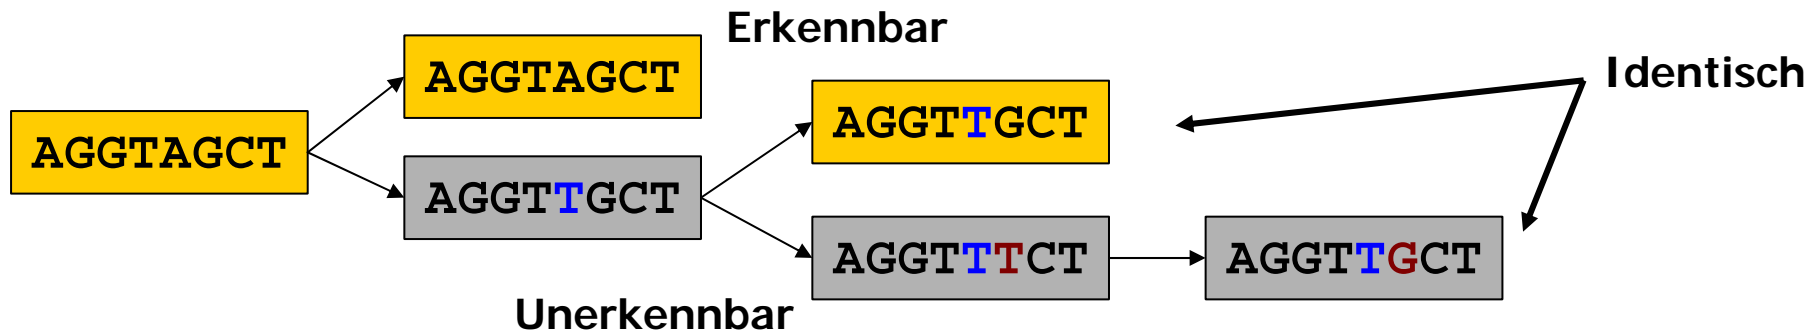 Erkennbar
AGGTAGCT
Identisch
AGGTTGCT
AGGTAGCT
AGGTTGCT
AGGTTTCT
AGGTTGCT
Unerkennbar